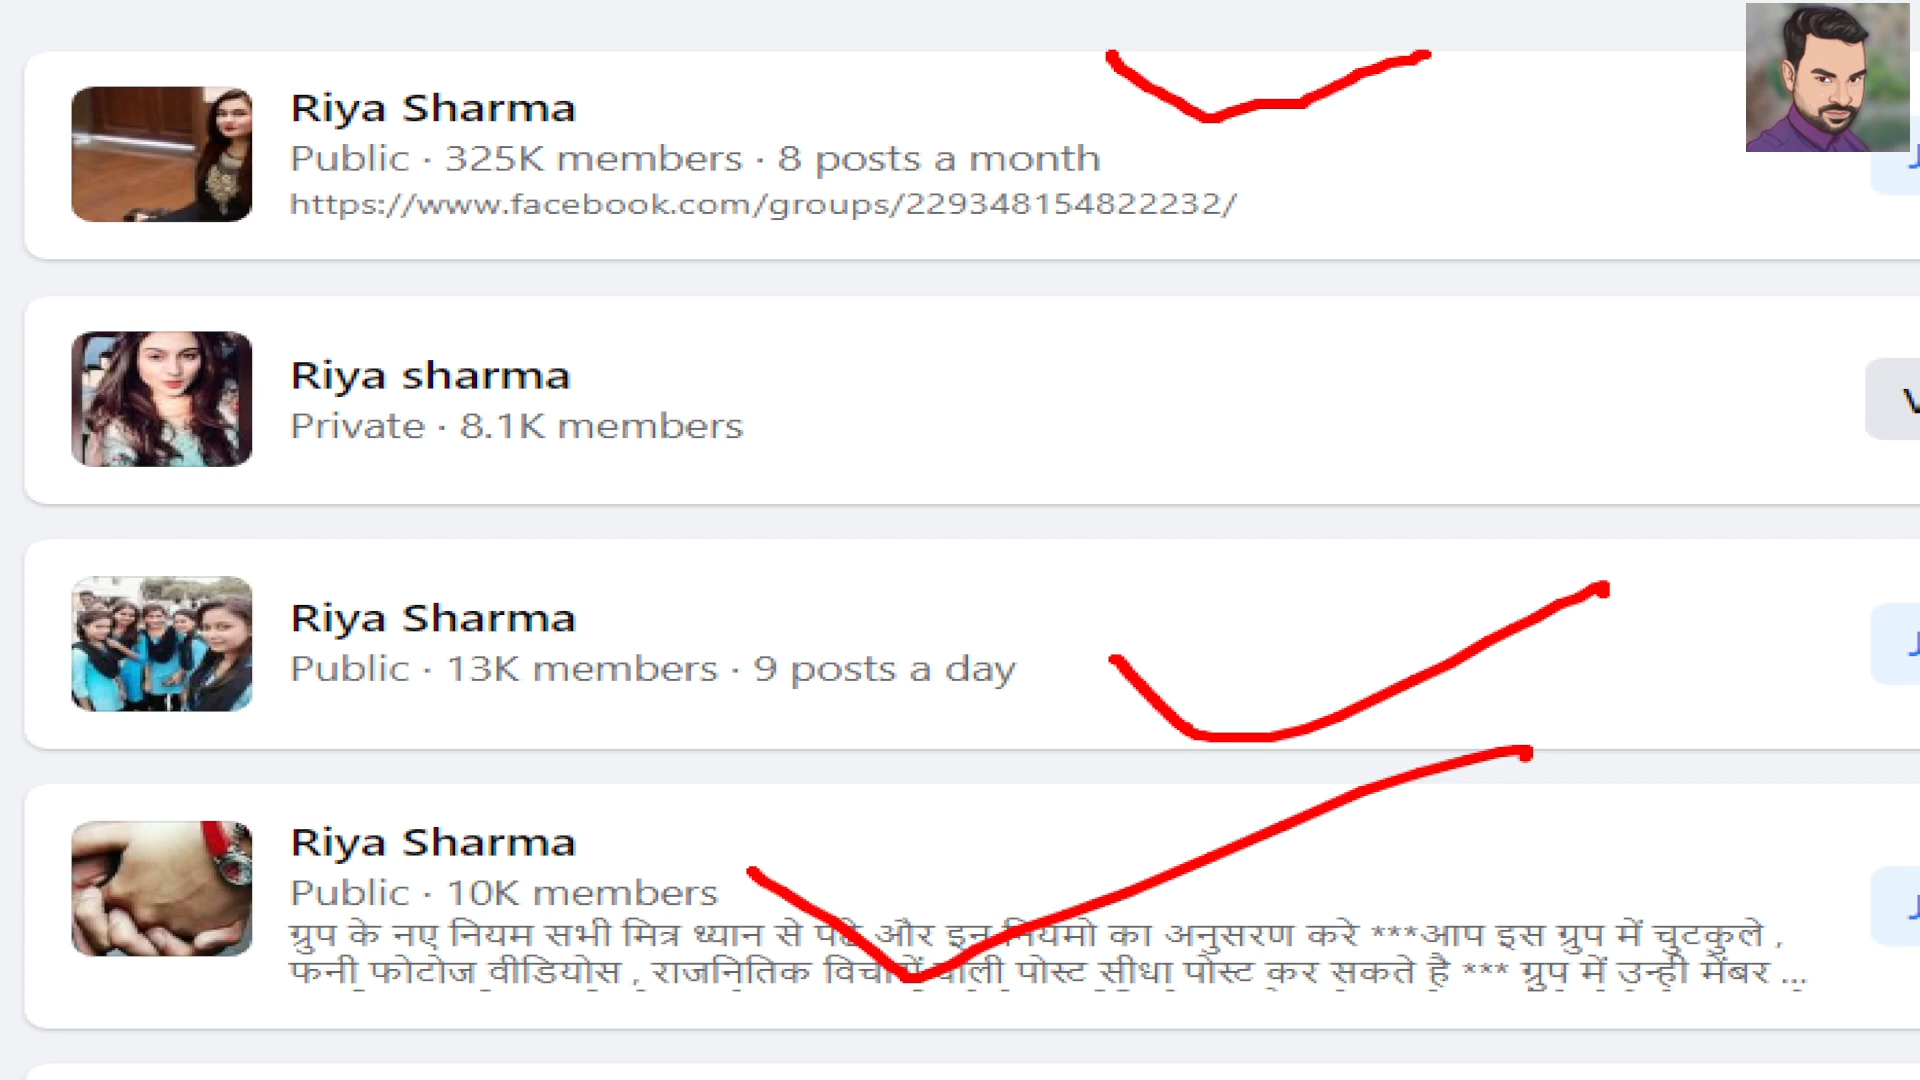 Riya Sharma
Public · 325K members · 8 posts a month
https://www.facebook.com/groups/229348154822232/
Riya sharma
Private · 8.1K members
Riya Sharma
Public · 13K members · 9 posts a day
Riya Sharma
Public · 10K members
ग्रुप के नए नियम सभी मित्र ध्यान से पढे और इन नियमो का अनुसरण करे ***आप इस ग्रुप में चुटकुले ,
फनी फोटोज वीडियोस , राजनितिक विचारों वाली पोस्ट सीधा पोस्ट कर सकते है *** ग्रुप में उन्ही मेंबर ...